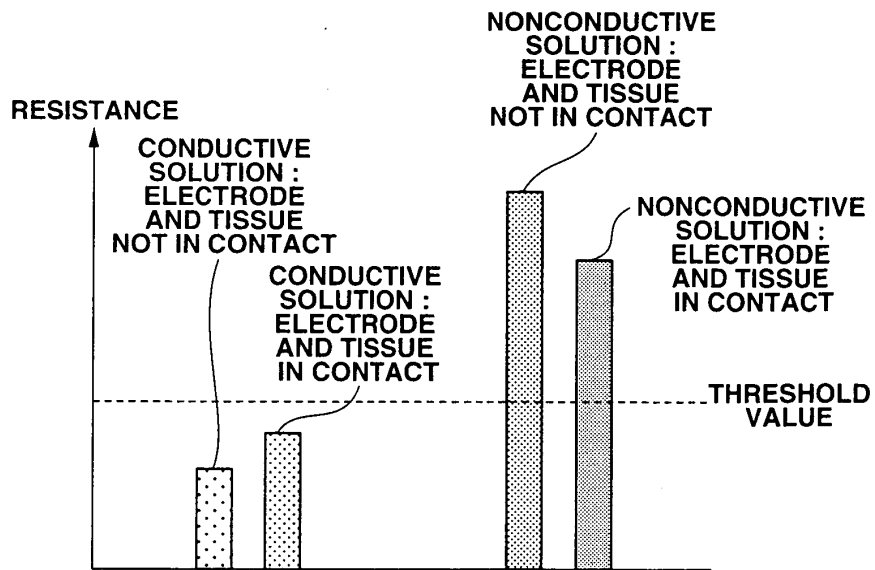 RESISTANCE
CONDUCTIVE
SOLUTION :
ELECTRODE
AND TISSUE
NOT IN CONTACT
CONDUCTIVE
SOLUTION :
ELECTRODE
AND TISSUE
IN CONTACT
NONCONDUCTIVE
SOLUTION :
ELECTRODE
AND TISSUE
NOT IN CONTACT
NONCONDUCTIVE
SOLUTION :
ELECTRODE
AND TISSUE
IN CONTACT
THRESHOLD
VALUE